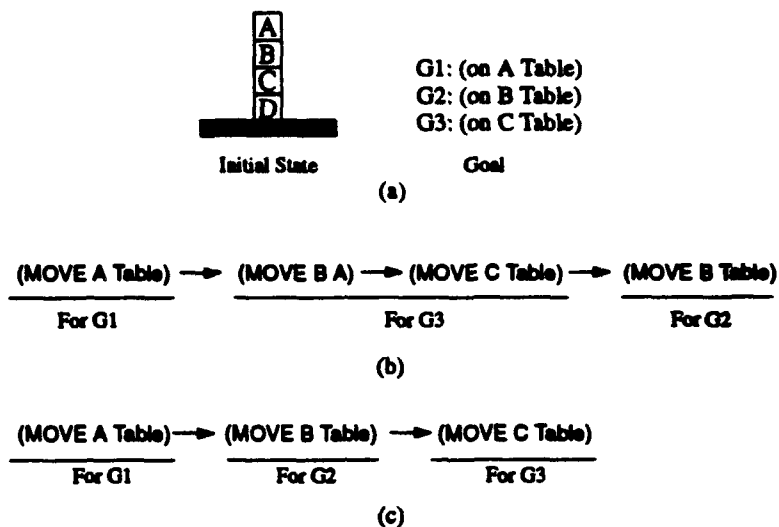 A
B
C
D
G1: (on A Table)
G2: (on B Table)
G3: (on C Table)
Initial State
Goal
(a)
(MOVE A Table) → (MOVE B A) → (MOVE C Table) → (MOVE B Table)
For G1 For G3 For G2
(b)
(MOVE A Table) → (MOVE B Table) → (MOVE C Table)
For G1 For G2 For G3
(c)